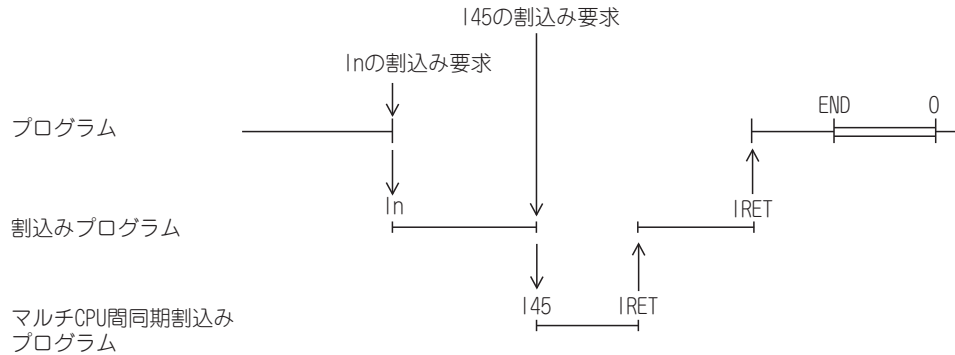 I45の割込み要求
Inの割込み要求
END
0
プログラム
In
IRET
割込みプログラム
I45
IRET
マルチCPU間同期割込み
プログラム